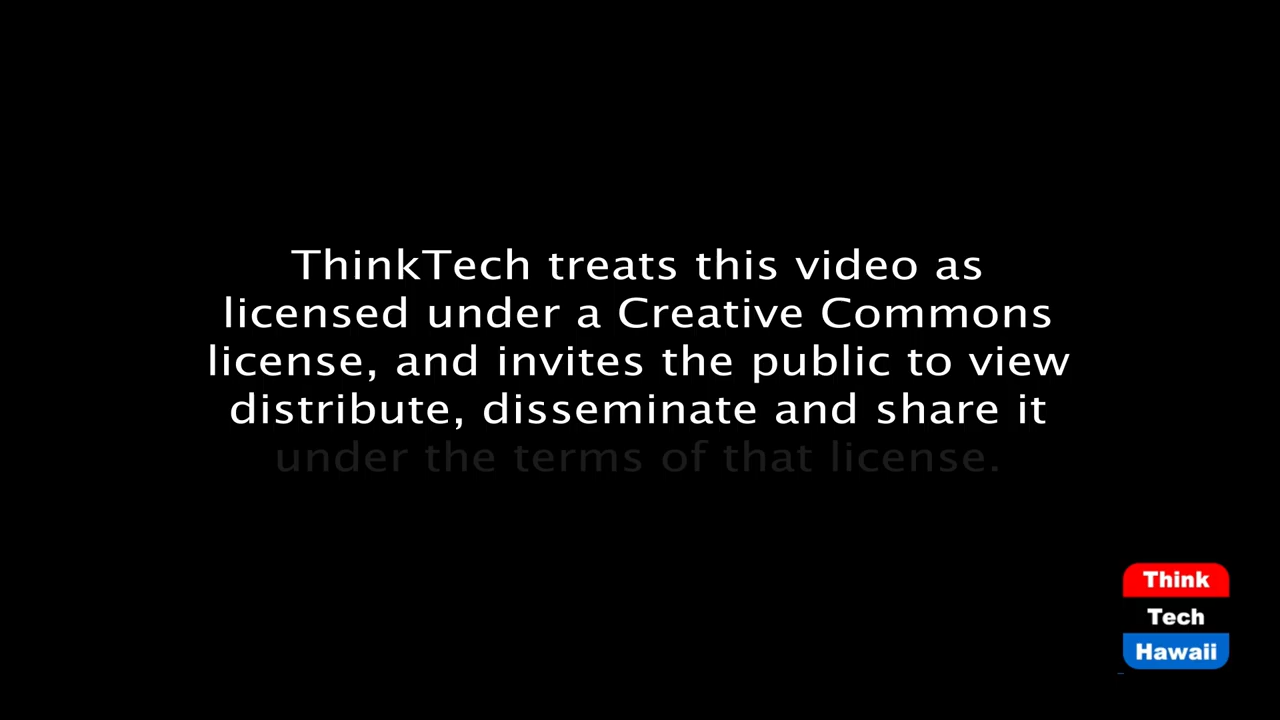 ThinkTech treats this video as
licensed under a Creative Commons
license, and invites the public to view
distribute, disseminate and share it
under the terms of that license.
Think
Tech
Hawaii